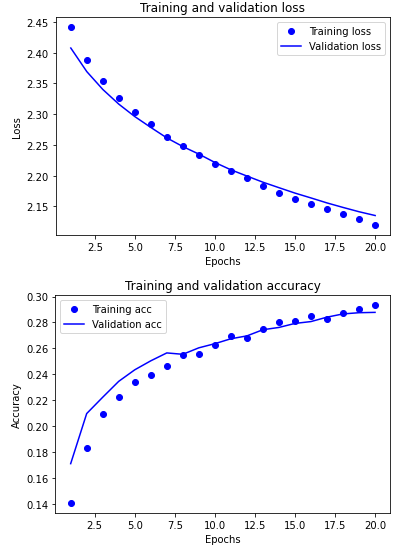 Training and validation loss
2.45
2.40
2.35
2.30
2.25
2.20
2.15
Loss
Training loss
Validation loss
2.5 5.0 7.5 10.0 12.5 15.0 17.5 20.0
Epochs
Training and validation accuracy
0.30
0.28
0.26
0.24
0.22
0.20
0.18
0.16
0.14
Accuracy
Training acc
Validation acc
2.5 5.0 7.5 10.0 12.5 15.0 17.5 20.0
Epochs